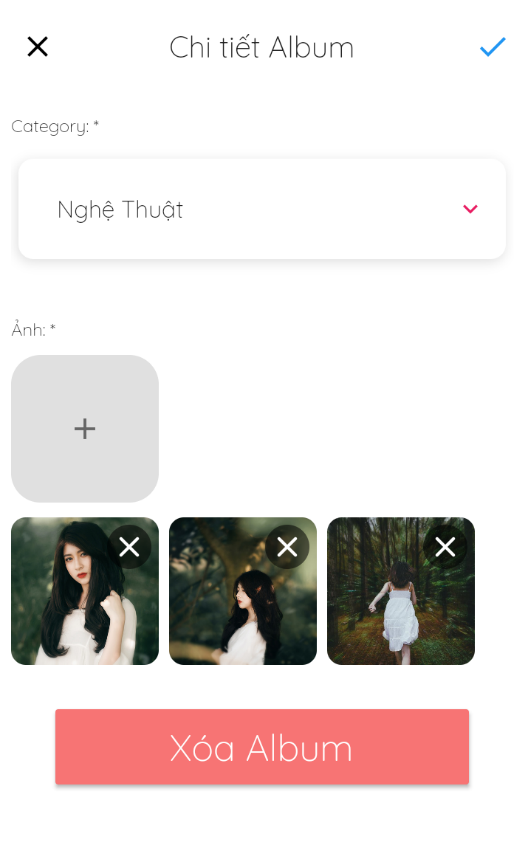 Chi tiết Album
Category: *
Nghệ Thuật
Ảnh: *
Xóa Album